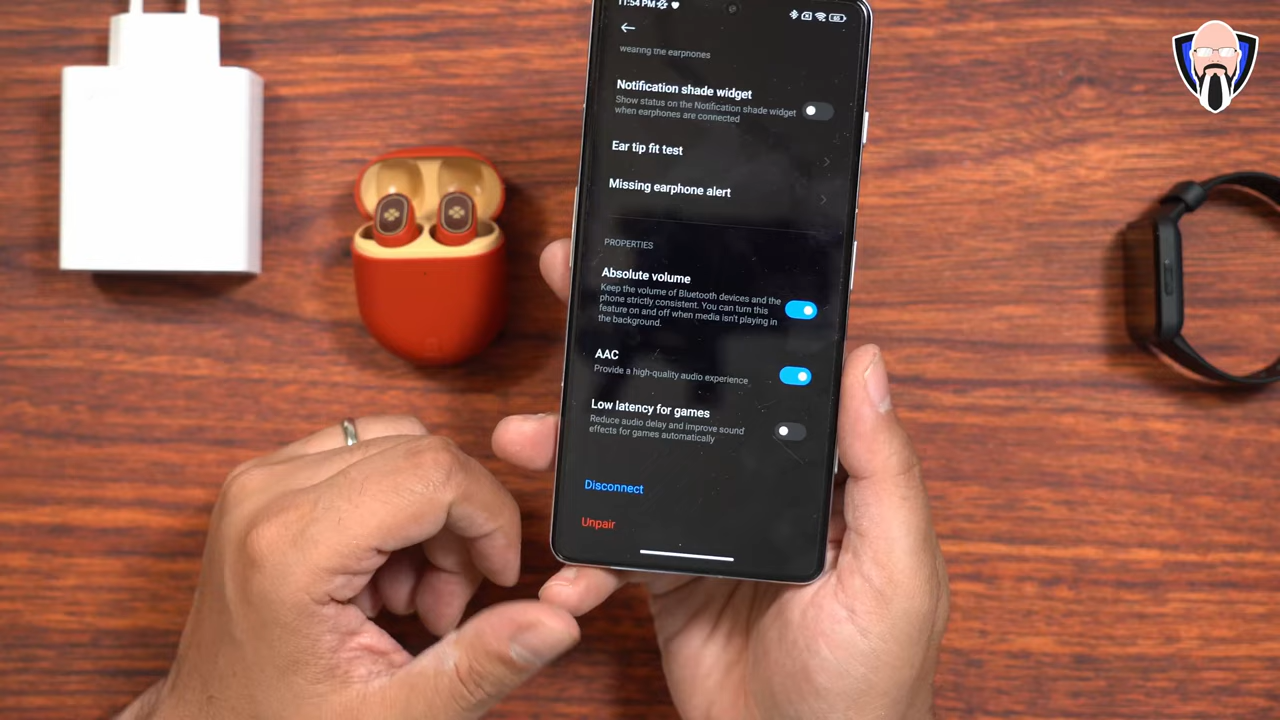 11:54 PM
65
wearing the earphones
Notification shade widget
Show status on the Notification shade widget
when earphones are connected
Ear tip fit test
Missing earphone alert
PROPERTIES
Absolute volume
Keep the volume of Bluetooth devices and the
phone strictly consistent. You can turn this
feature on and off when media isn't playing in
the background.
AAC
Provide a high-quality audio experience
Low latency for games
Reduce audio delay and improve sound
effects for games automatically
Disconnect
Unpair